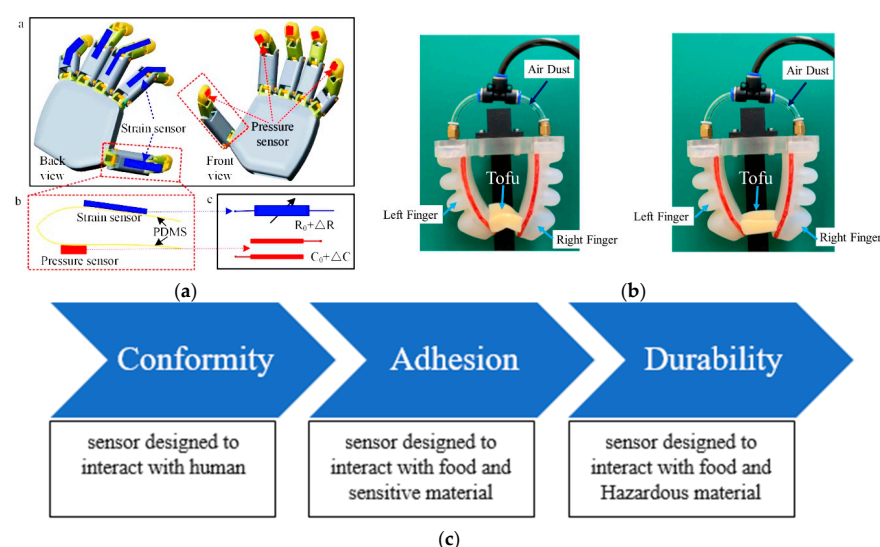 a
Strain sensor
Back
view
Front
view
Pressure
sensor
b
Strain sensor
PDMS
Pressure sensor
c
R₀+△R
C₀+△C
(a)
Air Dust
Tofu
Left Finger
Right Finger
Air Dust
Tofu
Left Finger
Right Finger
(b)
Conformity
Adhesion
Durability
sensor designed to
interact with human
sensor designed to
interact with food and
sensitive material
sensor designed to
interact with food and
Hazardous material
(c)